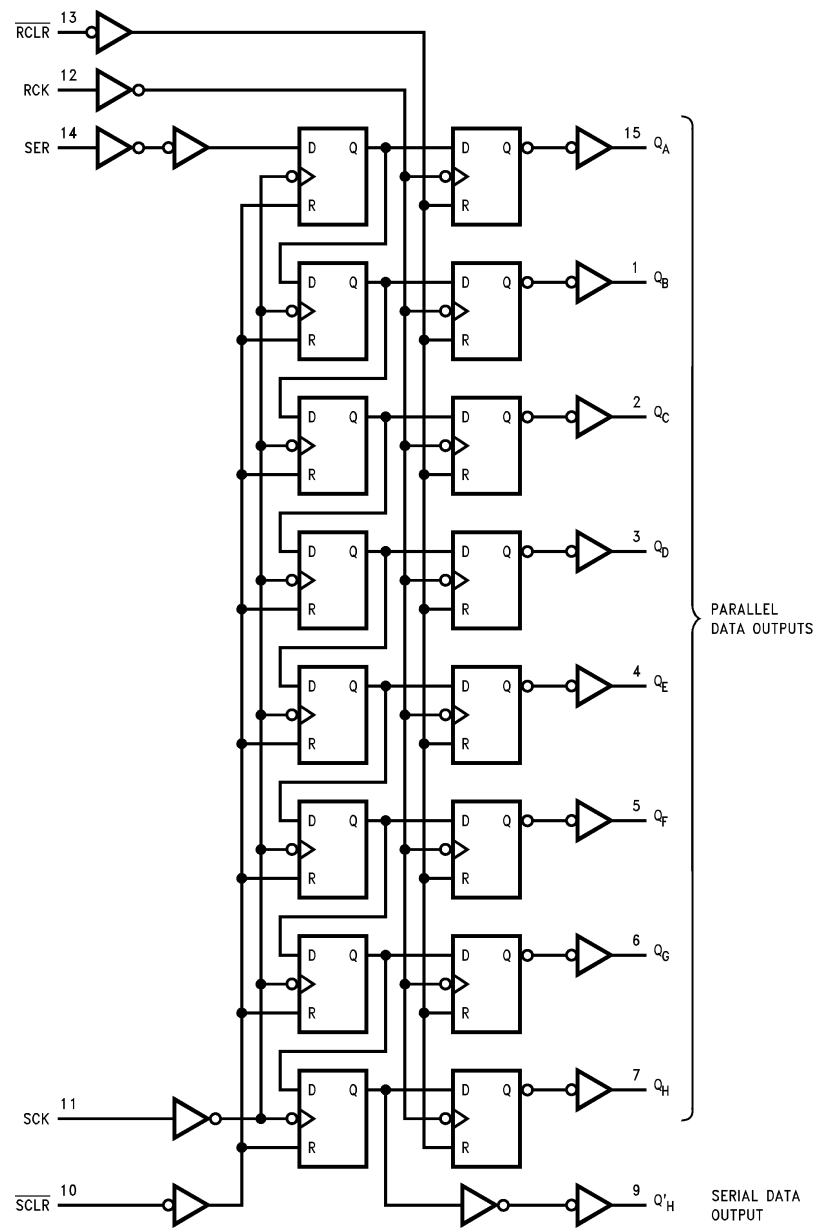 RCLR 13
RCK 12
SER 14
D Q D Q 15 QA
R R
D Q D Q 1 QB
R R
D Q D Q 2 QC
R R
D Q D Q 3 QD
R R
PARALLEL
DATA OUTPUTS
D Q D Q 4 QE
R R
D Q D Q 5 QF
R R
D Q D Q 6 QG
R R
D Q D Q 7 QH
SCK 11
R R
SCLR 10
9 Q'H
SERIAL DATA
OUTPUT